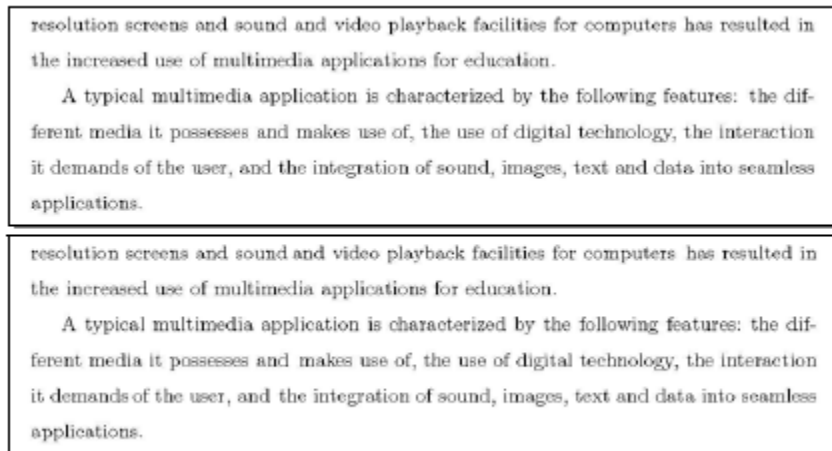 resolution screens and sound and video playback facilities for computers has resulted in
the increased use of multimedia applications for education.
A typical multimedia application is characterized by the following features: the dif-
ferent media it possesses and makes use of, the use of digital technology, the interaction
it demands of the user, and the integration of sound, images, text and data into seamless
applications.
resolution screens and sound and video playback facilities for computers has resulted in
the increased use of multimedia applications for education.
A typical multimedia application is characterized by the following features: the dif-
ferent media it possesses and makes use of, the use of digital technology, the interaction
it demands of the user, and the integration of sound, images, text and data into seamless
applications.